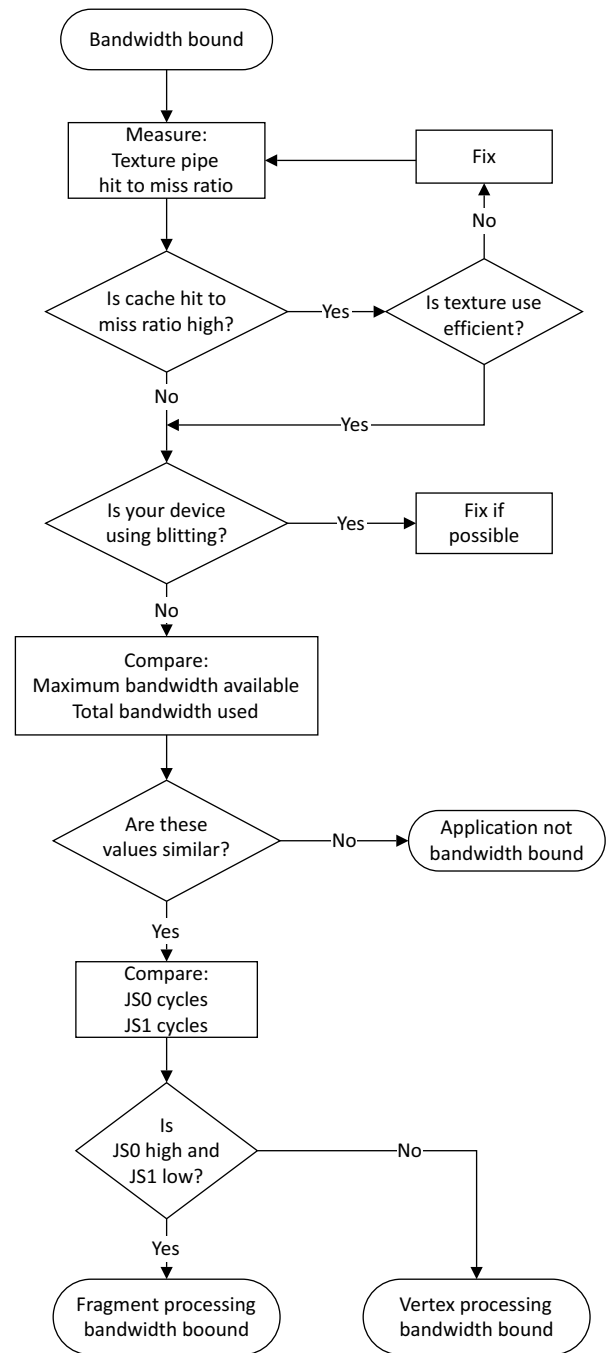 Bandwidth bound
Measure:
Texture pipe
hit to miss ratio
Fix
No
Is cache hit to
miss ratio high?
Yes
Is texture use
efficient?
No
Yes
Is your device
using blitting?
Yes
Fix if
possible
No
Compare:
Maximum bandwidth available
Total bandwidth used
Are these
values similar?
No
Application not
bandwidth bound
Yes
Compare:
JS0 cycles
JS1 cycles
Is
JS0 high and
JS1 low?
No
Yes
Fragment processing
bandwidth boound
Vertex processing
bandwidth bound